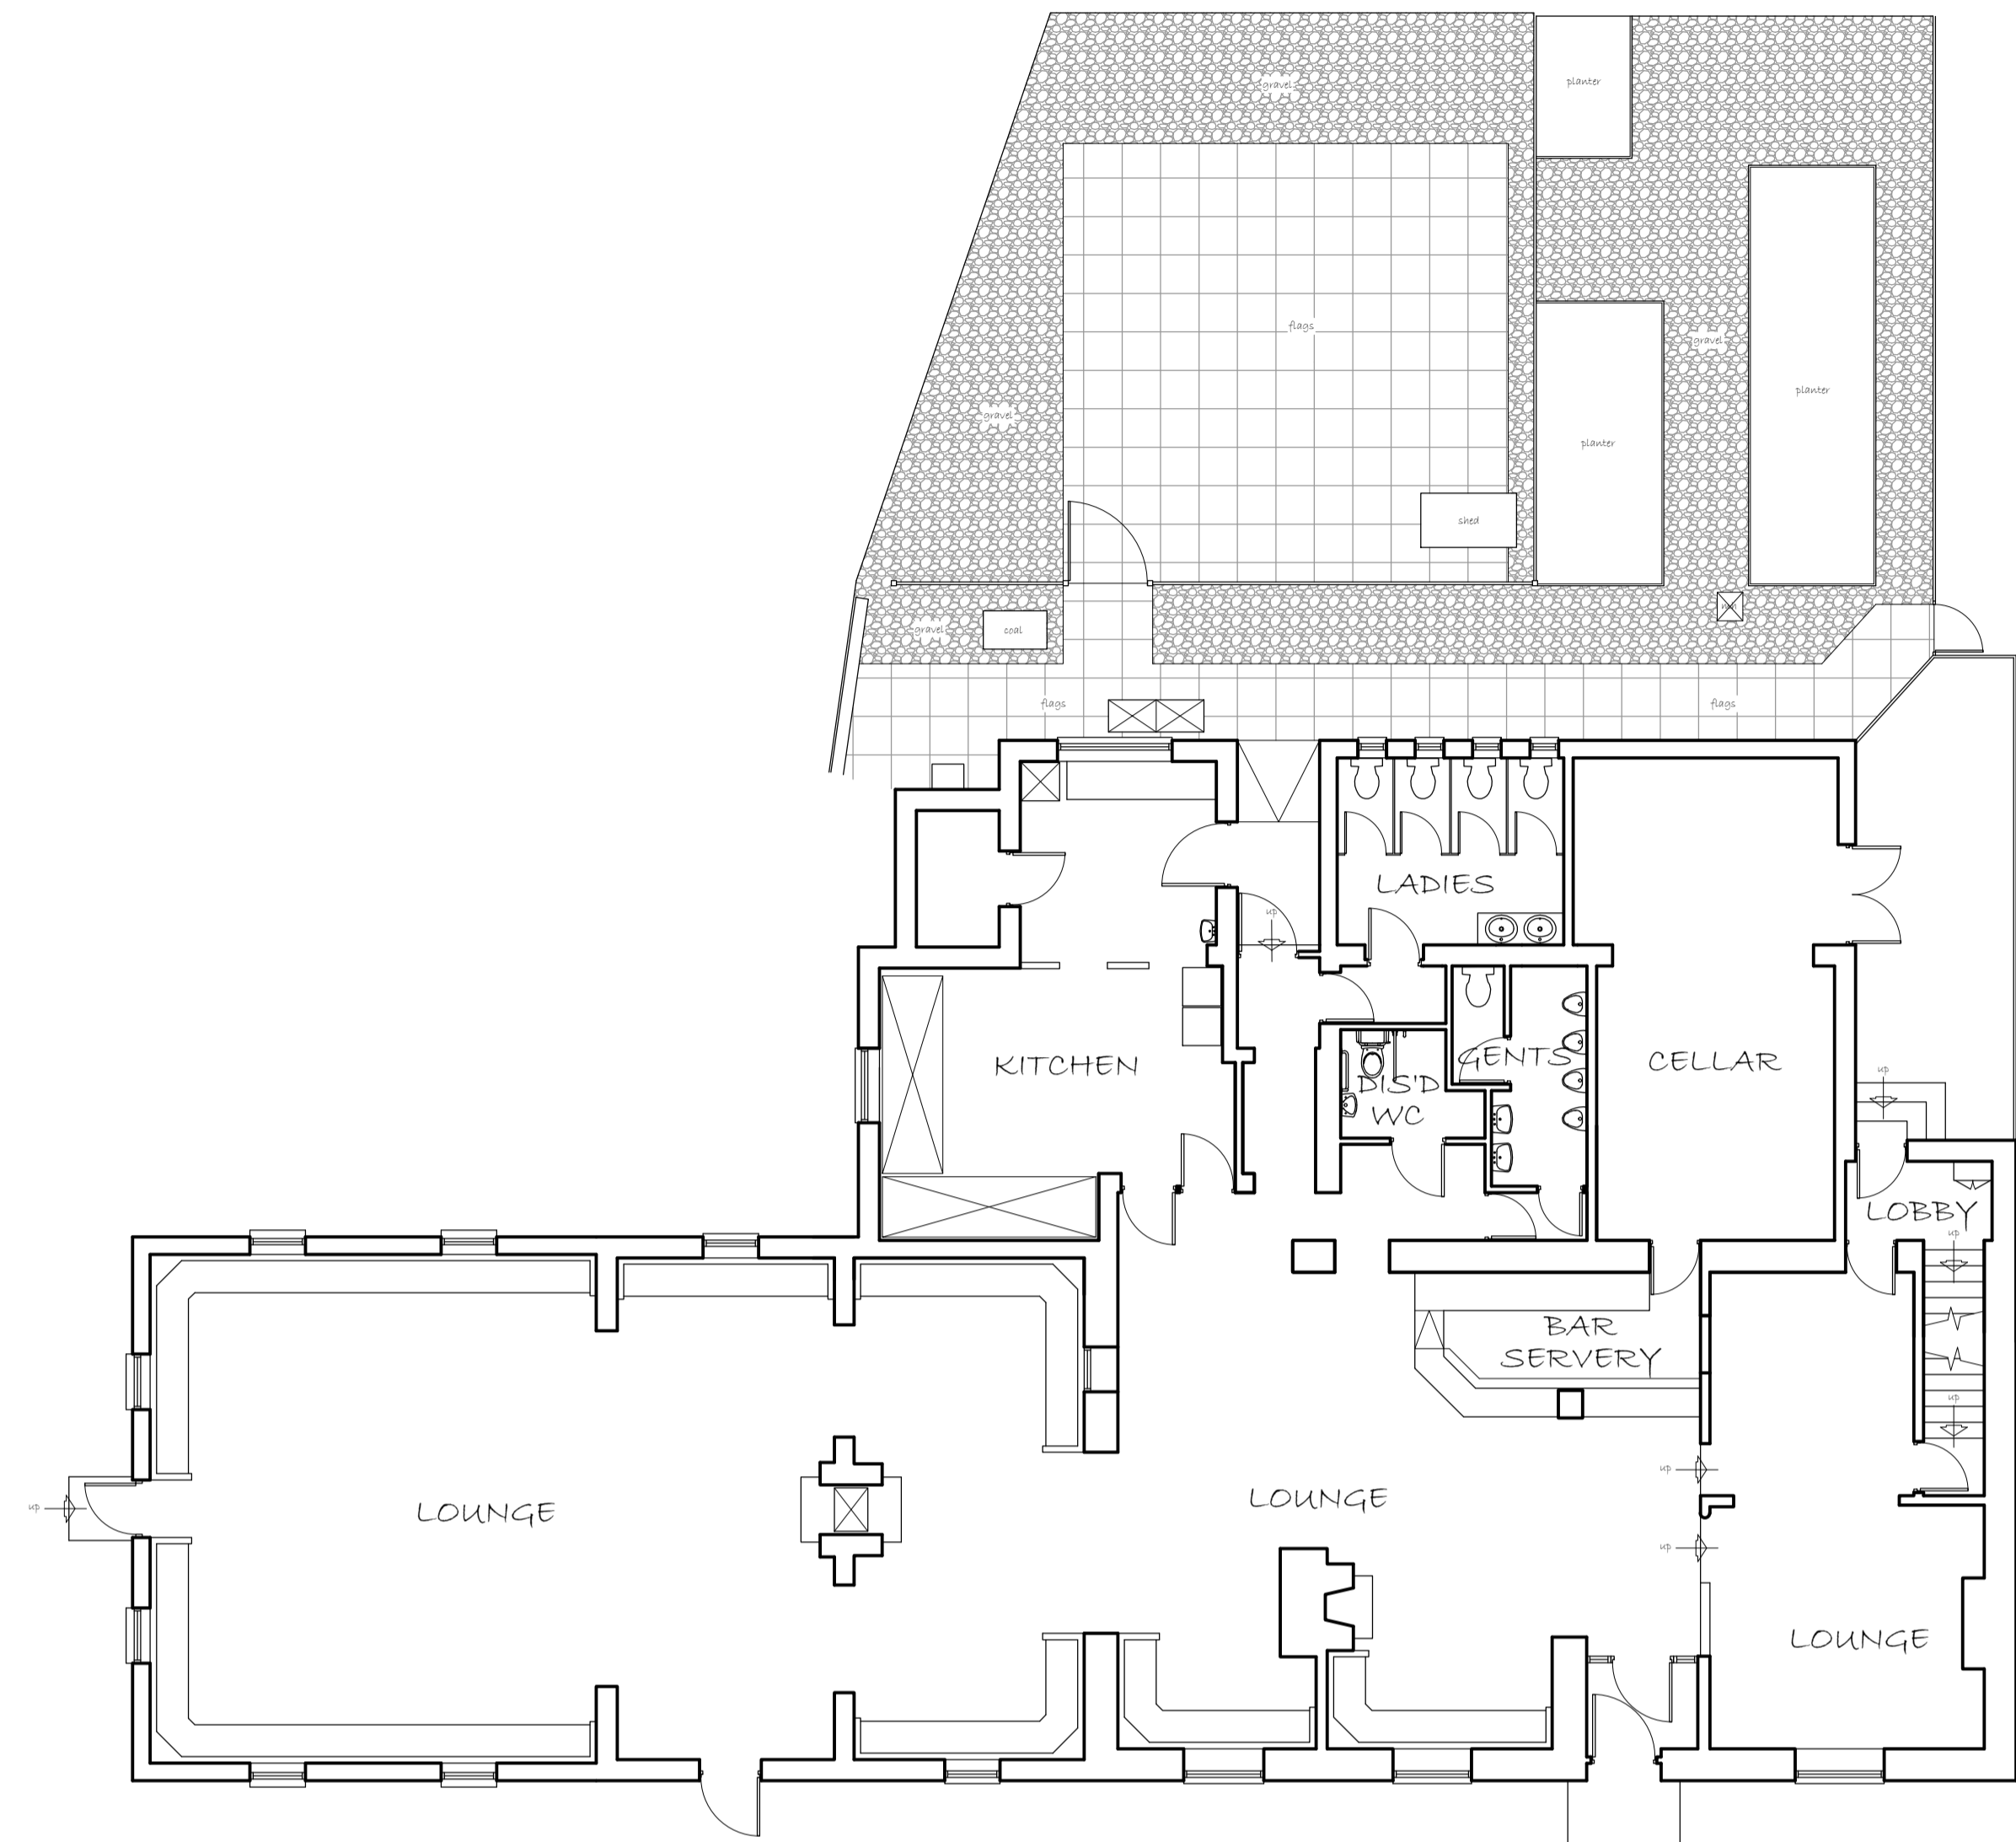 gravel
planter
flags
gravel
planter
gravel
planter
shed
gravel
coal
flags
flags
LADIES
up
KITCHEN
GENTS
CELLAR
DIS'D
WC
up
LOBBY
up
BAR
SERVERY
up
up
LOUNGE
LOUNGE
up
up
LOUNGE